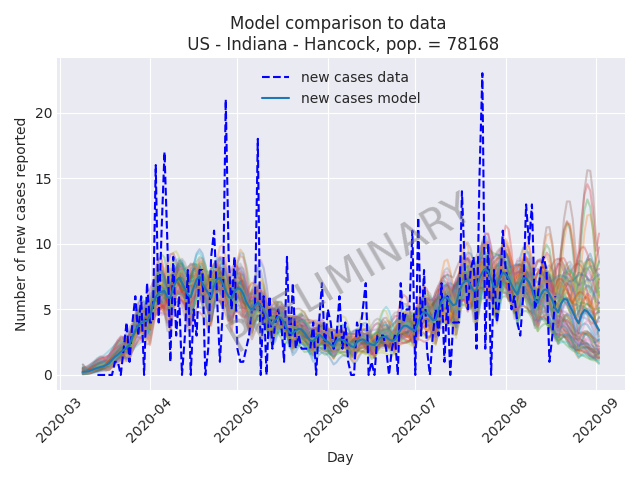 Model comparison to data
US - Indiana - Hancock, pop. = 78168
new cases data
new cases model
PRELIMINARY
Number of new cases reported
20
15
10
5
0
2020-03
2020-04
2020-05
2020-06
2020-07
2020-08
2020-09
Day